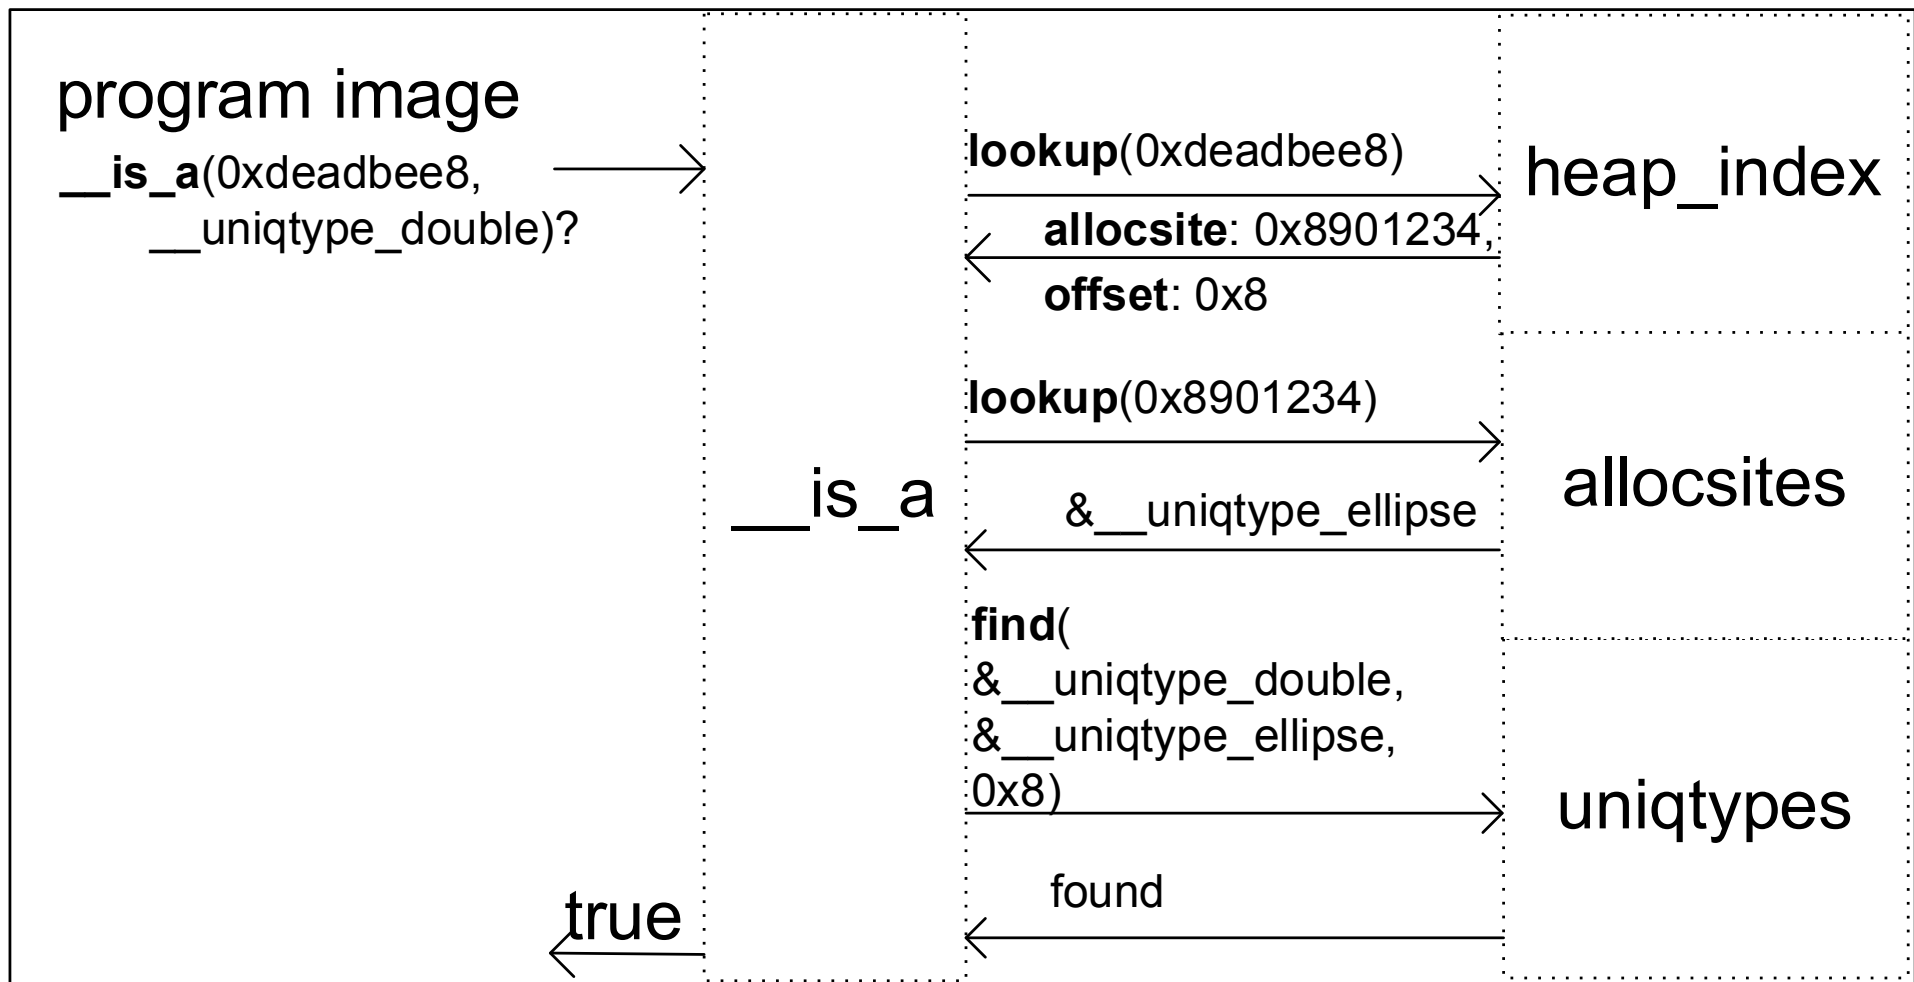 program image
__is_a(0xdeadbee8,
__uniqtype_double)?
lookup(0xdeadbee8)
heap_index
allocsite: 0x8901234,
offset: 0x8
lookup(0x8901234)
allocsites
__is_a
&__uniqtype_ellipse
find(
&__uniqtype_double,
&__uniqtype_ellipse,
0x8)
uniqtypes
found
true